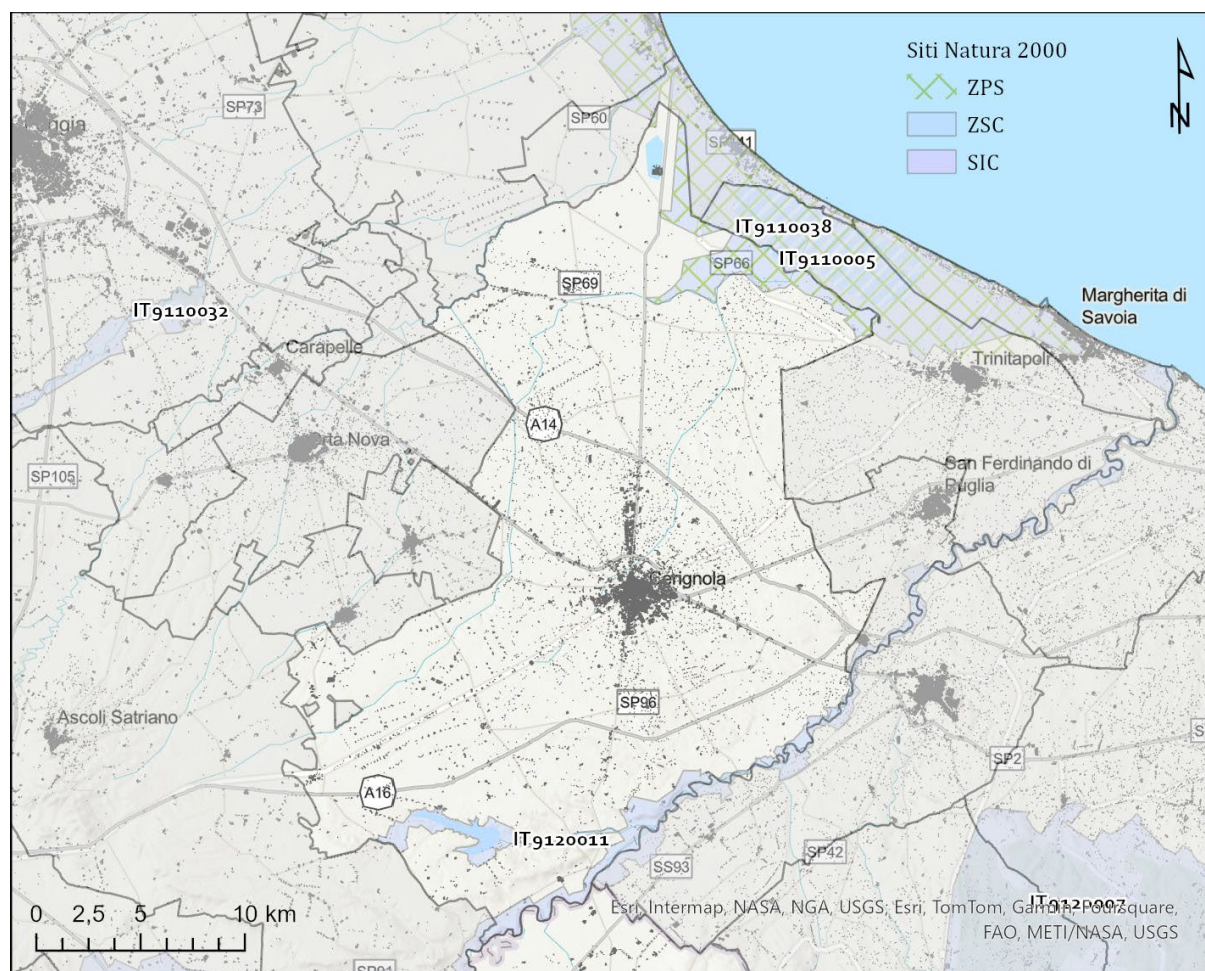 Siti Natura 2000
ZPS
ZSC
SIC
N
SP73
SP60
IT9110038
SP66
IT9110005
SP69
Margherita di
Savoia
IT9110032
Carapelle
Trinitapoli
A14
Orta Nova
San Ferdinando di
Puglia
SP105
Cerignola
SP96
Ascoli Satriano
SP2
A16
IT9120011
SP42
SS93
IT9120007
0 2,5 5 10 km
Esri, Intermap, NASA, NGA, USGS; Esri, TomTom, Garmin, Foursquare,
FAO, METI/NASA, USGS
SP91